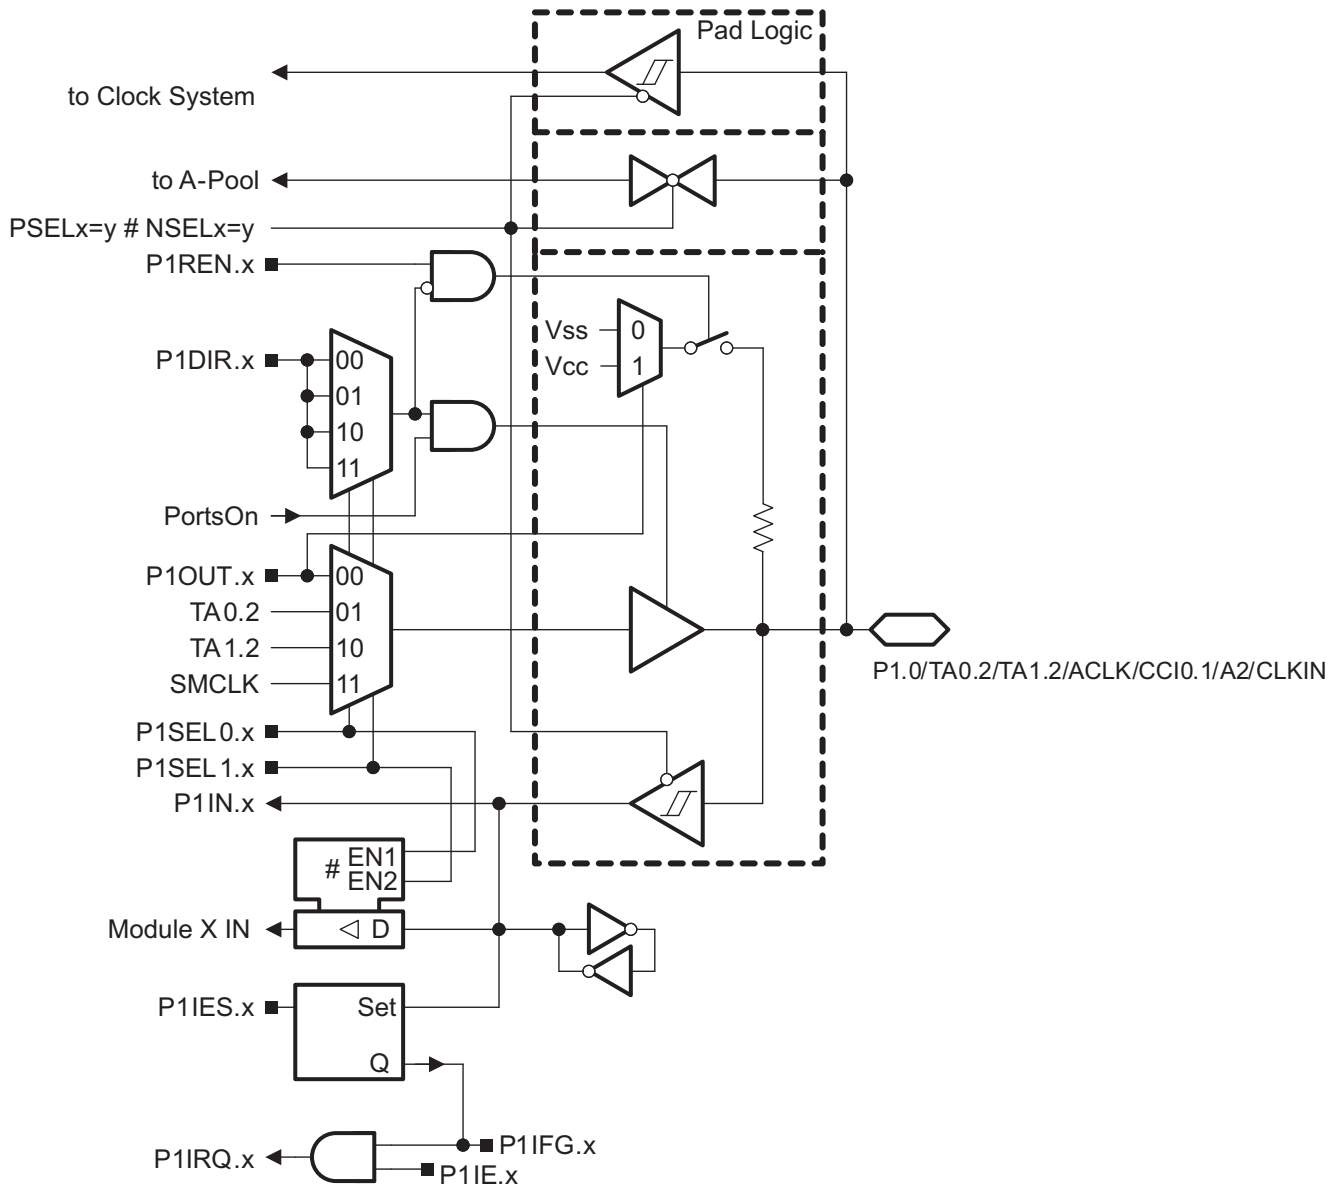 Pad Logic
to Clock System
to A-Pool
PSELx=y # NSELx=y
P1REN.x
Vss
0
Vcc
1
P1DIR.x
00
01
10
11
PortsOn
P1OUT.x
00
TA0.2
01
TA1.2
10
SMCLK
11
P1.0/TA0.2/TA1.2/ACLK/CCI0.1/A2/CLKIN
P1SEL0.x
P1SEL1.x
P1IN.x
# EN1
EN2
Module X IN
D
P1IES.x
Set
Q
P1IRQ.x
P1IFG.x
P1IE.x